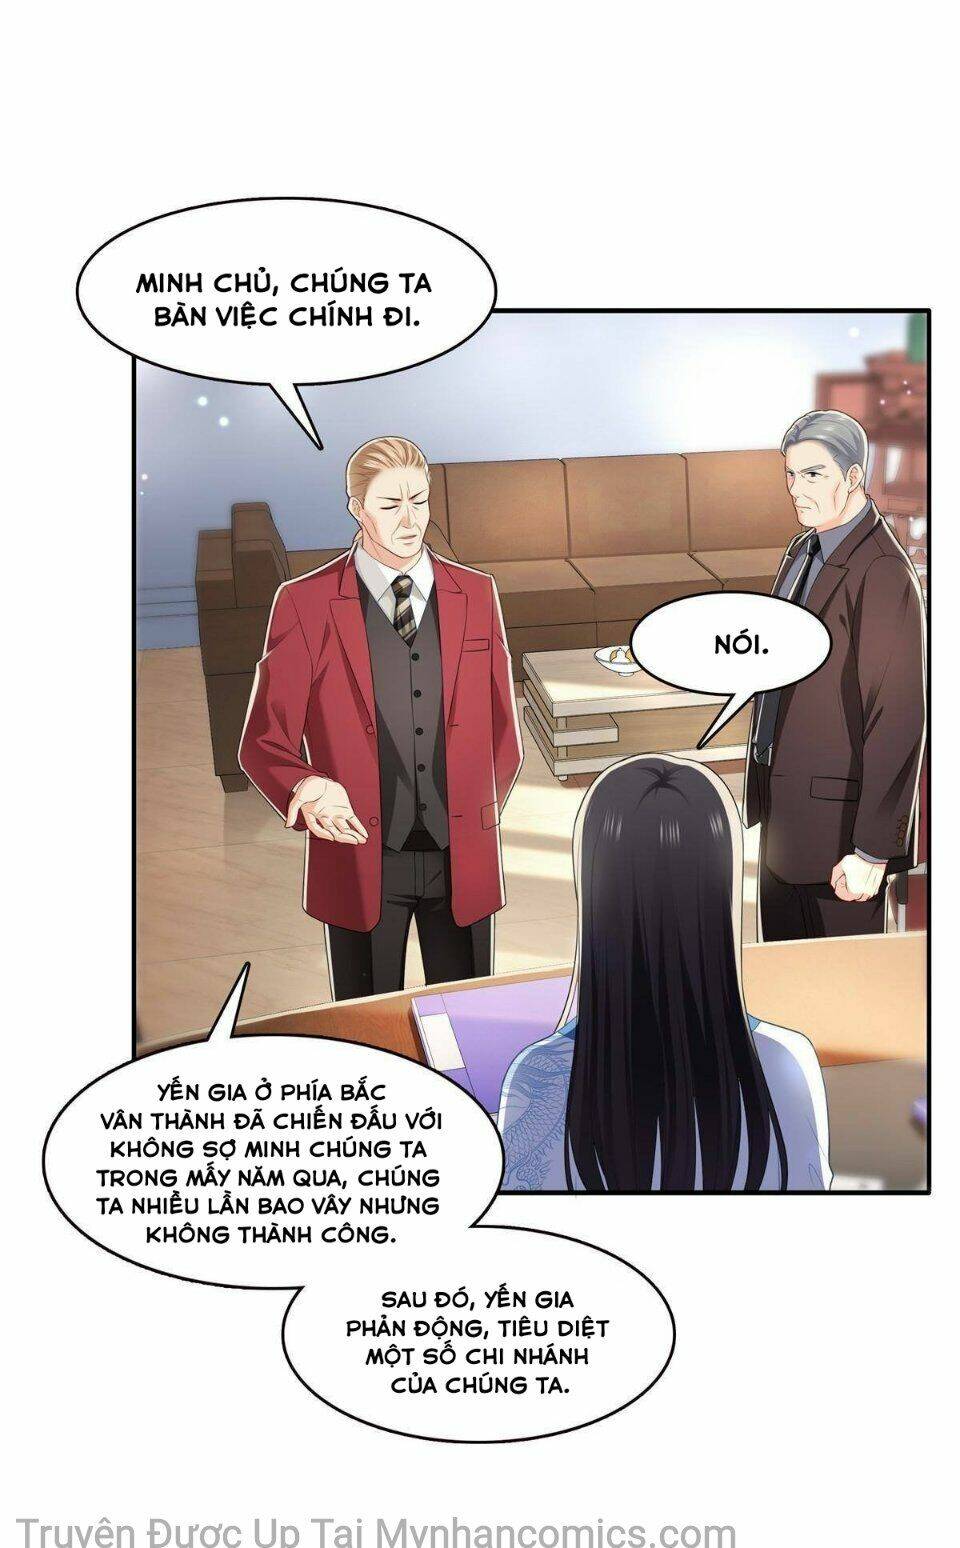 MINH CHỦ, CHÚNG TA
BÀN VIỆC CHÍNH ĐI.
NÓI.
YẾN GIA Ở PHÍA BẮC
VÂN THÀNH ĐÃ CHIẾN ĐẤU VỚI
KHÔNG SỢ MINH CHÚNG TA
TRONG MẤY NĂM QUA, CHÚNG
TA NHIỀU LẦN BAO VÂY NHƯNG
KHÔNG THÀNH CÔNG.
SAU ĐÓ, YẾN GIA
PHẢN ĐỘNG, TIÊU DIỆT
MỘT SỐ CHI NHÁNH
CỦA CHÚNG TA.
Truyện Được Up Tại Mynhancomics.com